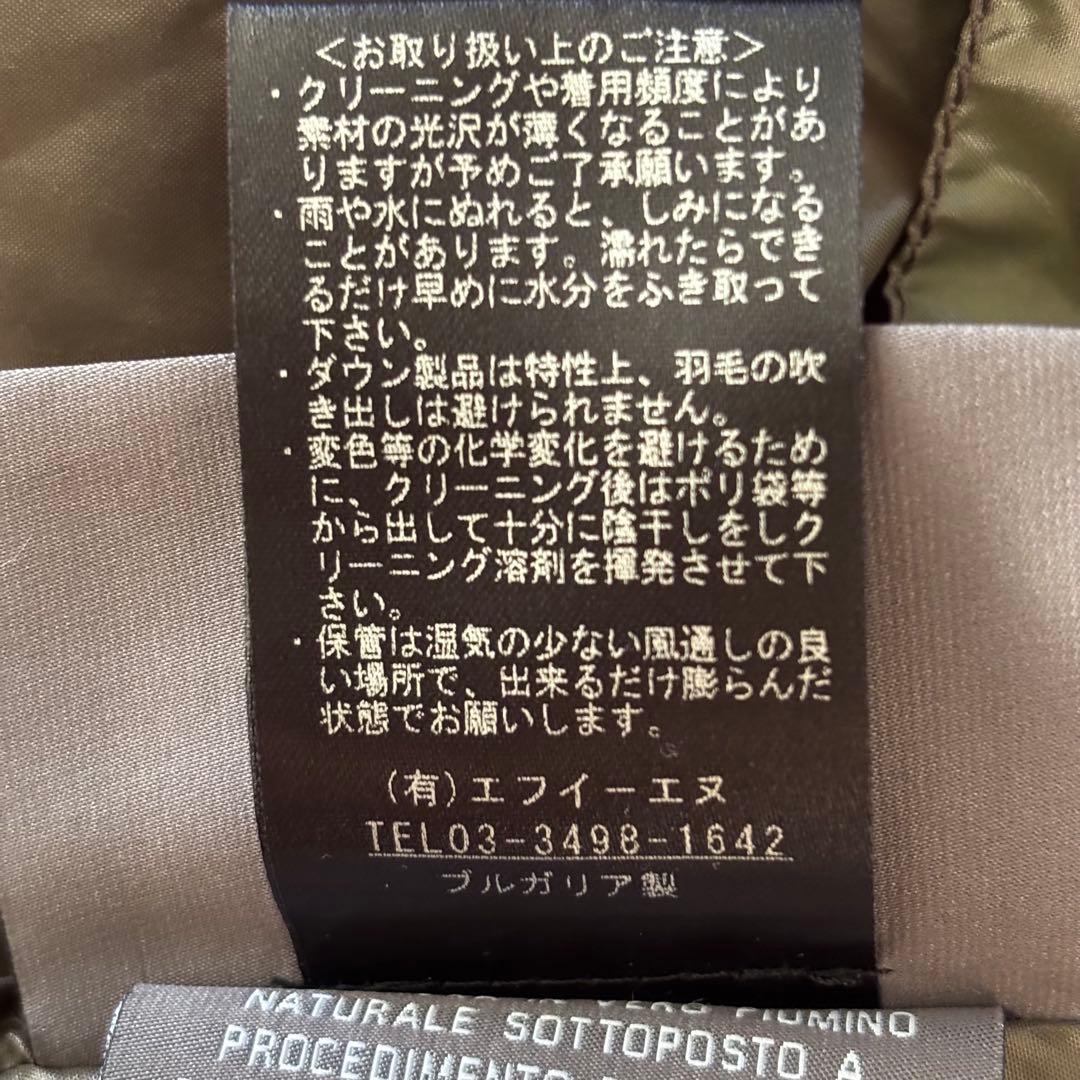 ＜お取り扱い上のご注意＞
・クリーニングや着用頻度により
素材の光沢が薄くなることがあ
りますが予めご了承願います。
・雨や水にぬれると、しみになる
ことがあります。濡れたらでき
るだけ早めに水分をふき取って
下さい。
・ダウン製品は特性上、羽毛の吹
き出しは避けられません。
・変色等の化学変化を避けるため
に、クリーニング後はポリ袋等
から出して十分に陰干しをしク
リーニング溶剤を揮発させて下
さい。
・保管は湿気の少ない風通しの良
い場所で、出来るだけ膨らんだ
状態でお願いします。
(有)エフイーエヌ
TEL03-3498-1642
ブルガリア製
PIUMINO
NATURALE SOTTOPOSTO A
PROCEDIMENTO